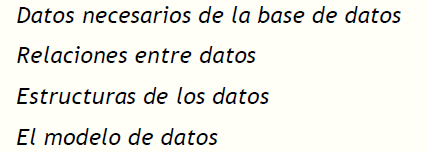 Datos necesarios de la base de datos
Relaciones entre datos
Estructuras de los datos
El modelo de datos